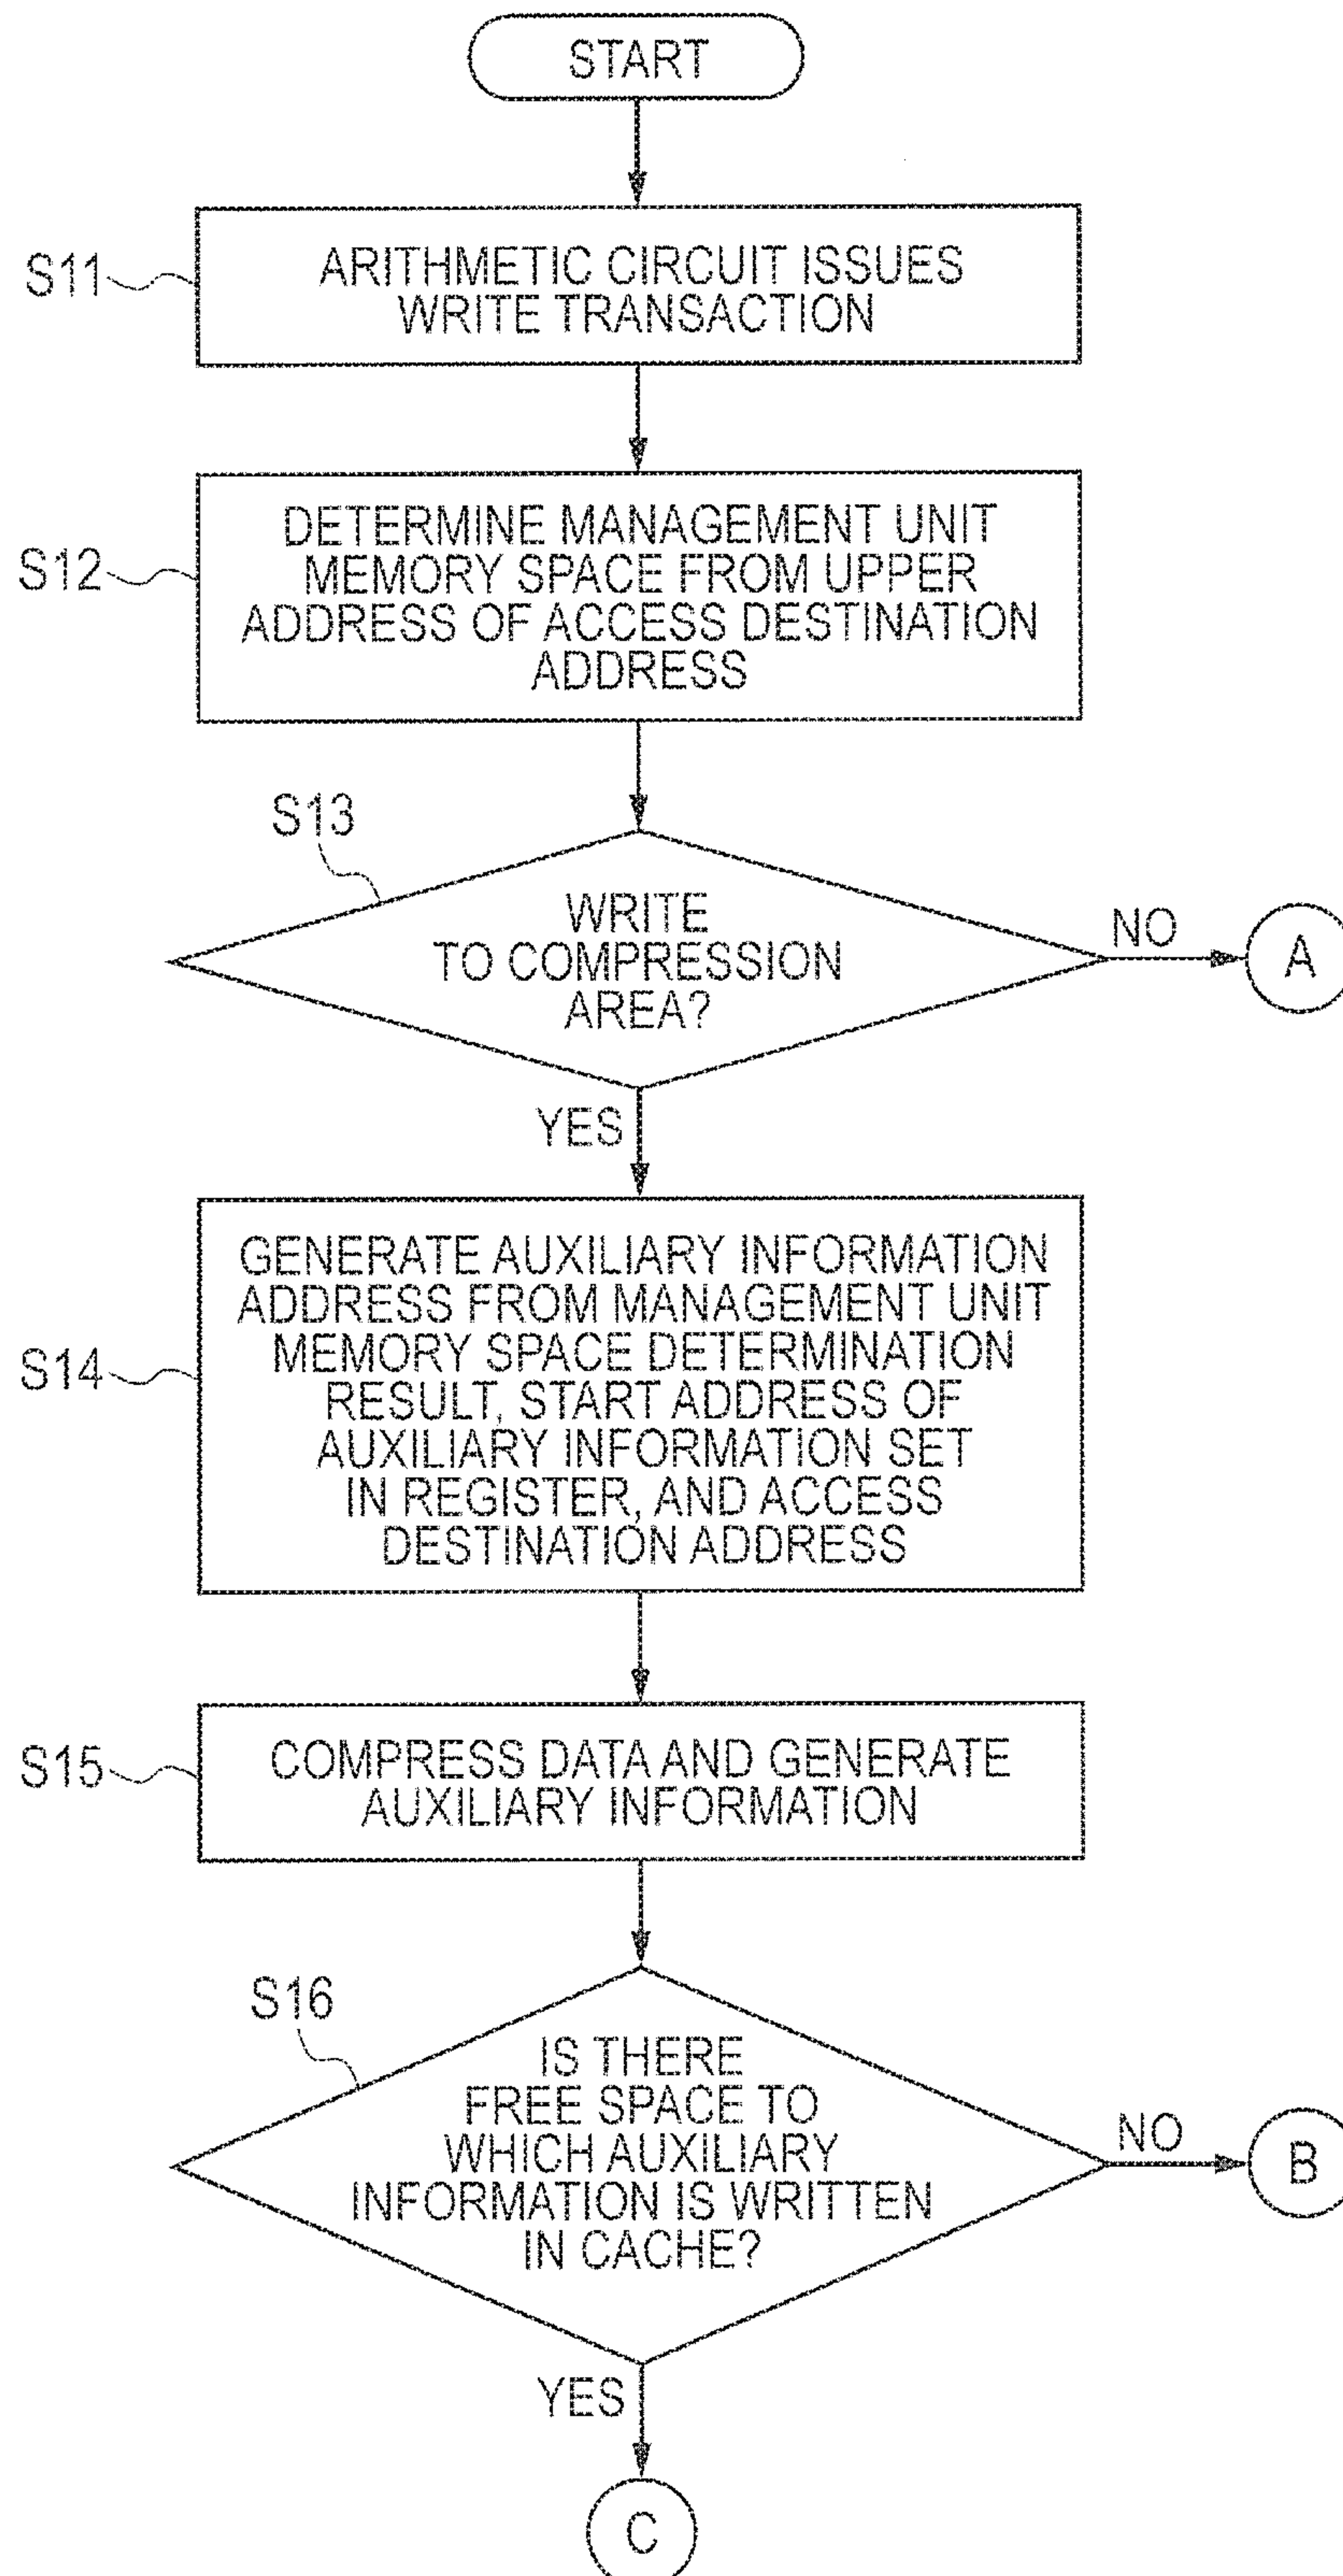 START
S11
ARITHMETIC CIRCUIT ISSUES
WRITE TRANSACTION
S12
DETERMINE MANAGEMENT UNIT
MEMORY SPACE FROM UPPER
ADDRESS OF ACCESS DESTINATION
ADDRESS
S13
WRITE
TO COMPRESSION
AREA?
NO
A
YES
S14
GENERATE AUXILIARY INFORMATION
ADDRESS FROM MANAGEMENT UNIT
MEMORY SPACE DETERMINATION
RESULT, START ADDRESS OF
AUXILIARY INFORMATION SET
IN REGISTER, AND ACCESS
DESTINATION ADDRESS
S15
COMPRESS DATA AND GENERATE
AUXILIARY INFORMATION
S16
IS THERE
FREE SPACE TO
WHICH AUXILIARY
INFORMATION IS WRITTEN
IN CACHE?
NO
B
YES
C